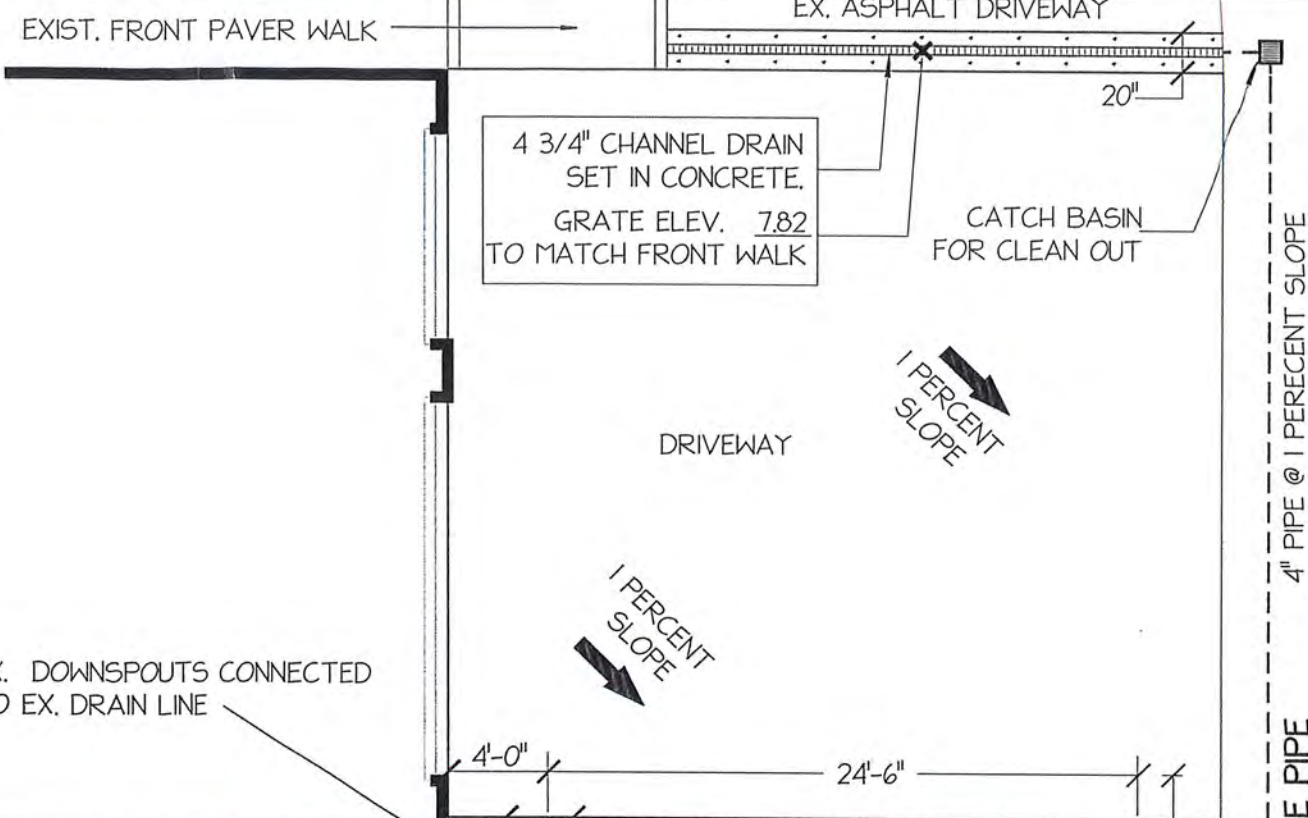 EX. ASPHALT DRIVEWAY
EXIST. FRONT PAVER WALK
20"
4 3/4" CHANNEL DRAIN
SET IN CONCRETE.
GRATE ELEV. 7.82
TO MATCH FRONT WALK
CATCH BASIN
FOR CLEAN OUT
4" PIPE @ 1 PERECENT SLOPE
1 PERCENT
SLOPE
DRIVEWAY
1 PERCENT
SLOPE
DOWNSPOUTS CONNECTED
EX. DRAIN LINE
4'-0"
24'-6"
PIPE